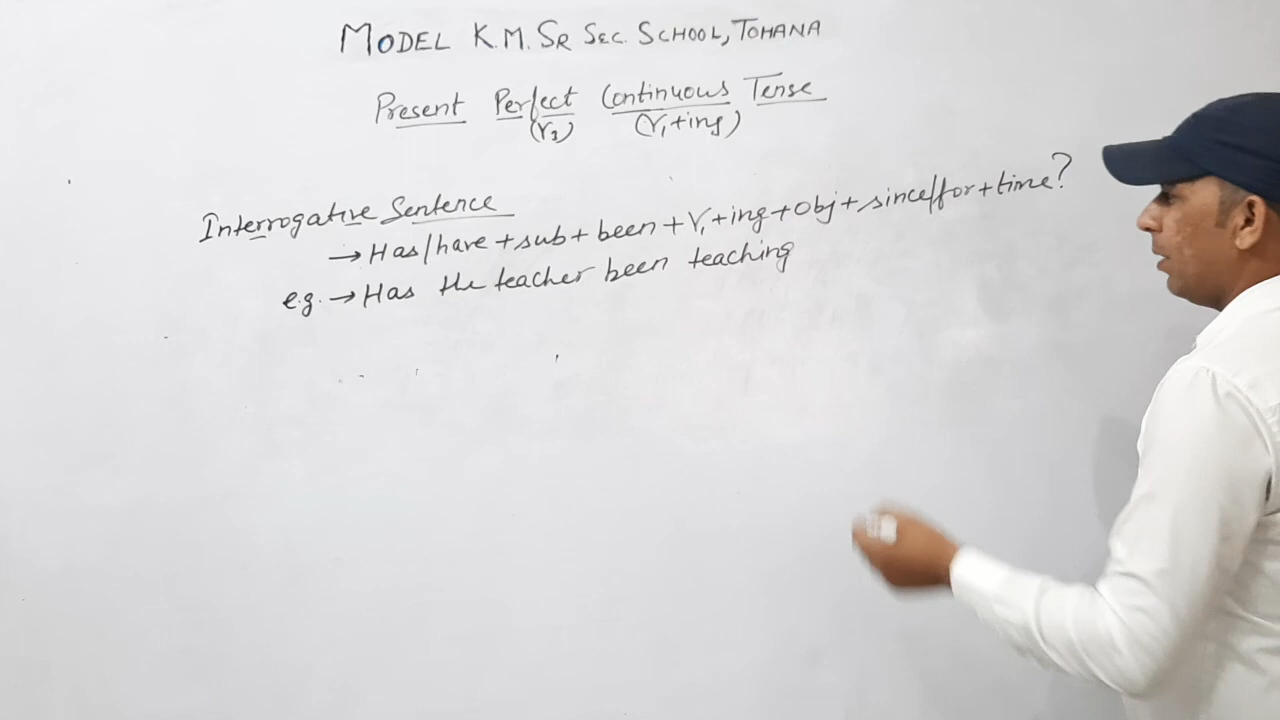 MODEL K.M. SR SEC. SCHOOL, TOHANA
Present Perfect Continuous Tense
(V₃) (V₁+ing)
Interrogative Sentence
→ Has/have + sub + been + V₁ + ing + obj + since/for + time?
e.g. → Has the teacher been teaching